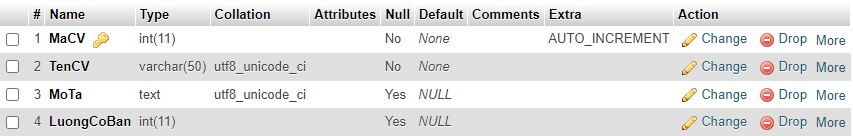 # Name Type Collation Attributes Null Default Comments Extra Action
1 MaCV int(11) No None AUTO_INCREMENT Change Drop More
2 TenCV varchar(50) utf8_unicode_ci No None Change Drop More
3 MoTa text utf8_unicode_ci Yes NULL Change Drop More
4 LuongCoBan int(11) Yes NULL Change Drop More